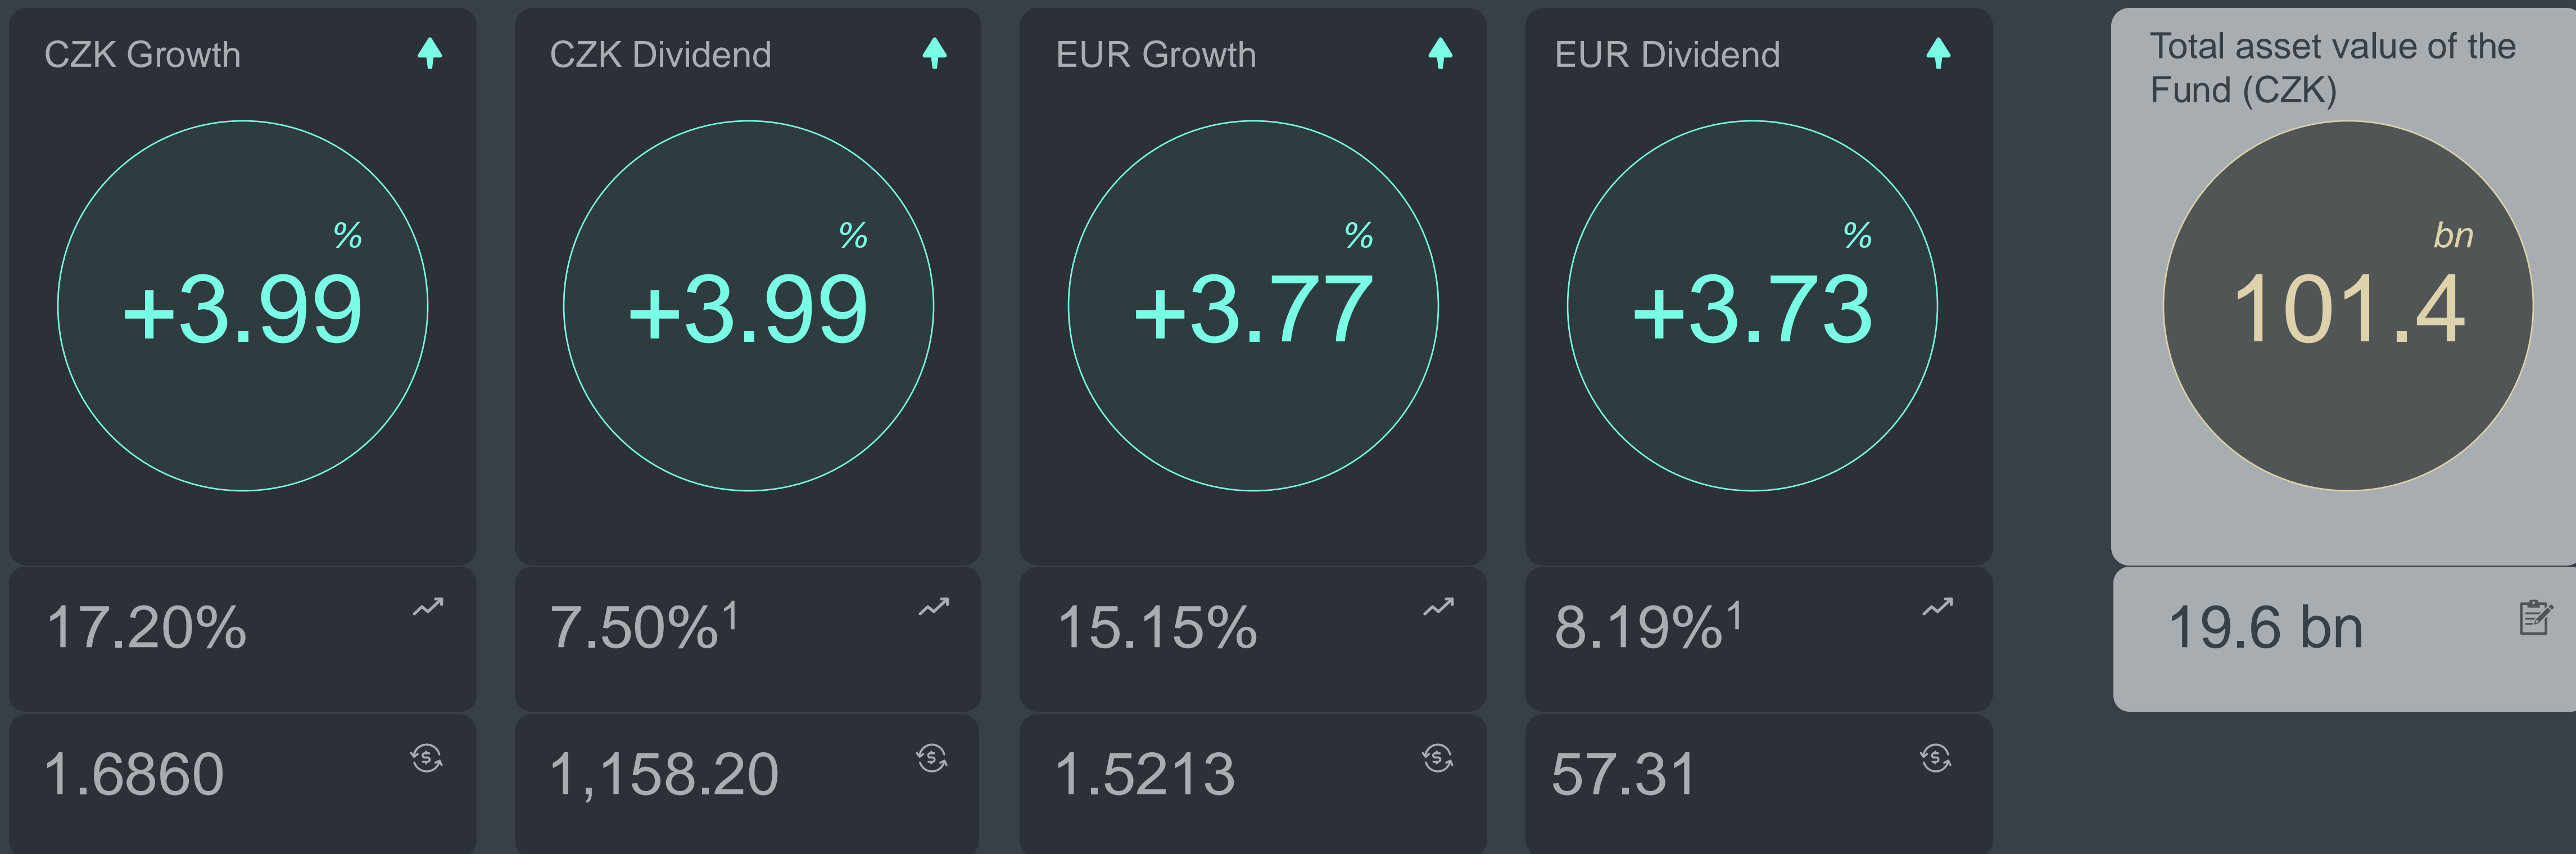 CZK Growth
%
+3.99
17.20%
1.6860
CZK Dividend
%
+3.99
7.50%¹
1,158.20
EUR Growth
%
+3.77
15.15%
1.5213
EUR Dividend
%
+3.73
8.19%¹
57.31
Total asset value of the
Fund (CZK)
bn
101.4
19.6 bn